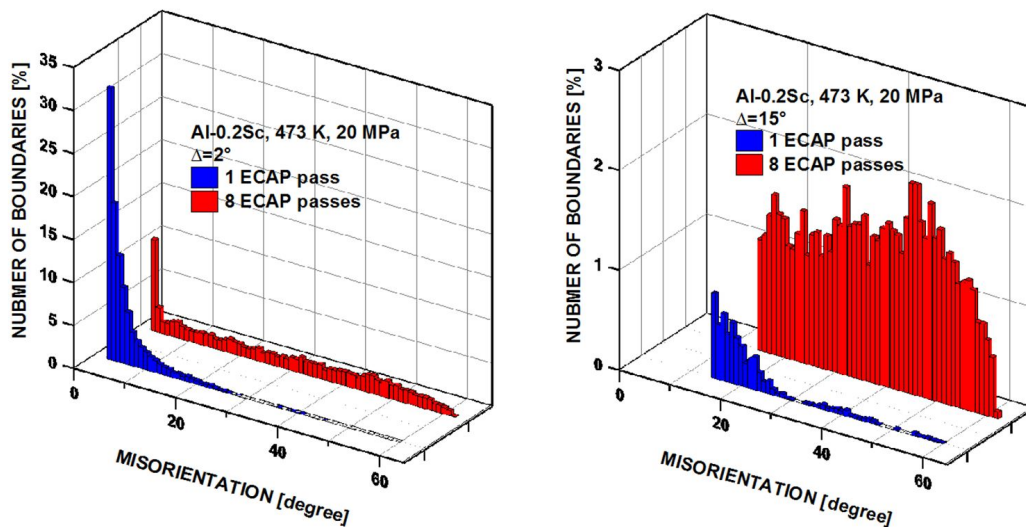 NUBMER OF BOUNDARIES [%]
35
30
25
20
15
10
5
0
Al-0.2Sc, 473 K, 20 MPa
Δ=2°
1 ECAP pass
8 ECAP passes
0
20
40
60
MISORIENTATION [degree]
NUBMER OF BOUNDARIES [%]
3
2
1
0
Al-0.2Sc, 473 K, 20 MPa
Δ=15°
1 ECAP pass
8 ECAP passes
0
20
40
60
MISORIENTATION [degree]